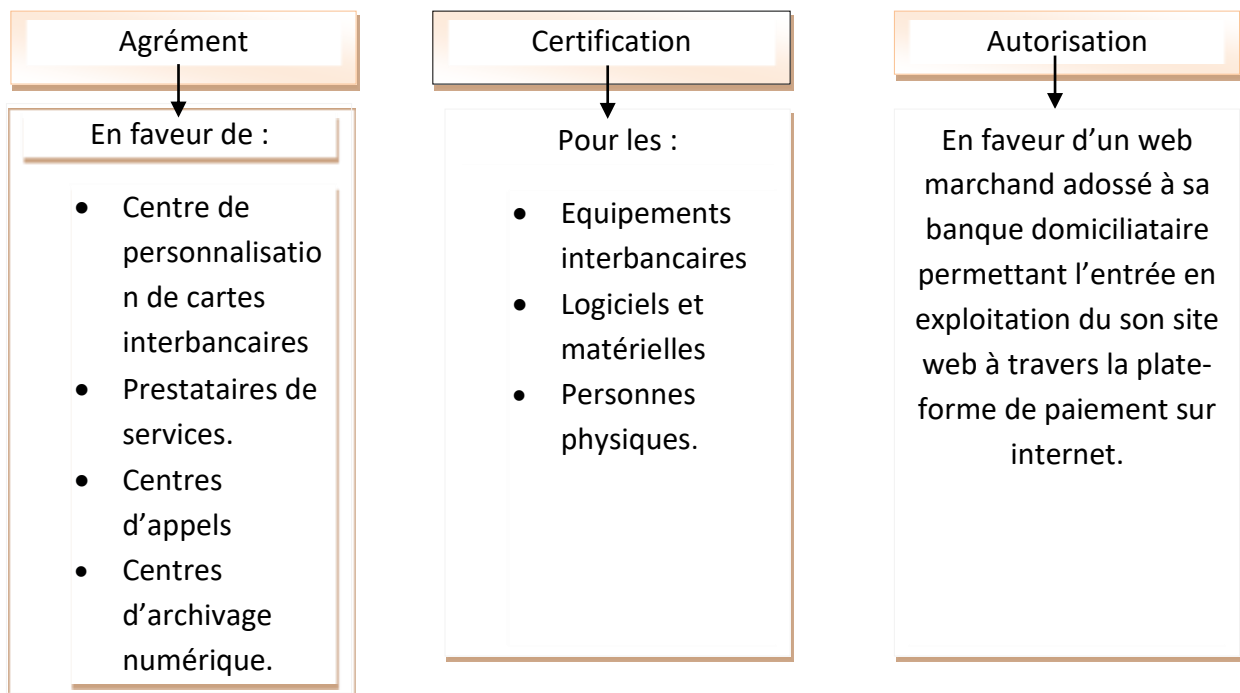 Agrément
En faveur de :
• Centre de
personnalisatio
n de cartes
interbancaires
• Prestataires de
services.
• Centres
d’appels
• Centres
d’archivage
numérique.
Certification
Pour les :
• Equipements
interbancaires
• Logiciels et
matérielles
• Personnes
physiques.
Autorisation
En faveur d’un web
marchand adossé à sa
banque domiciliataire
permettant l’entrée en
exploitation du son site
web à travers la plate-
forme de paiement sur
internet.